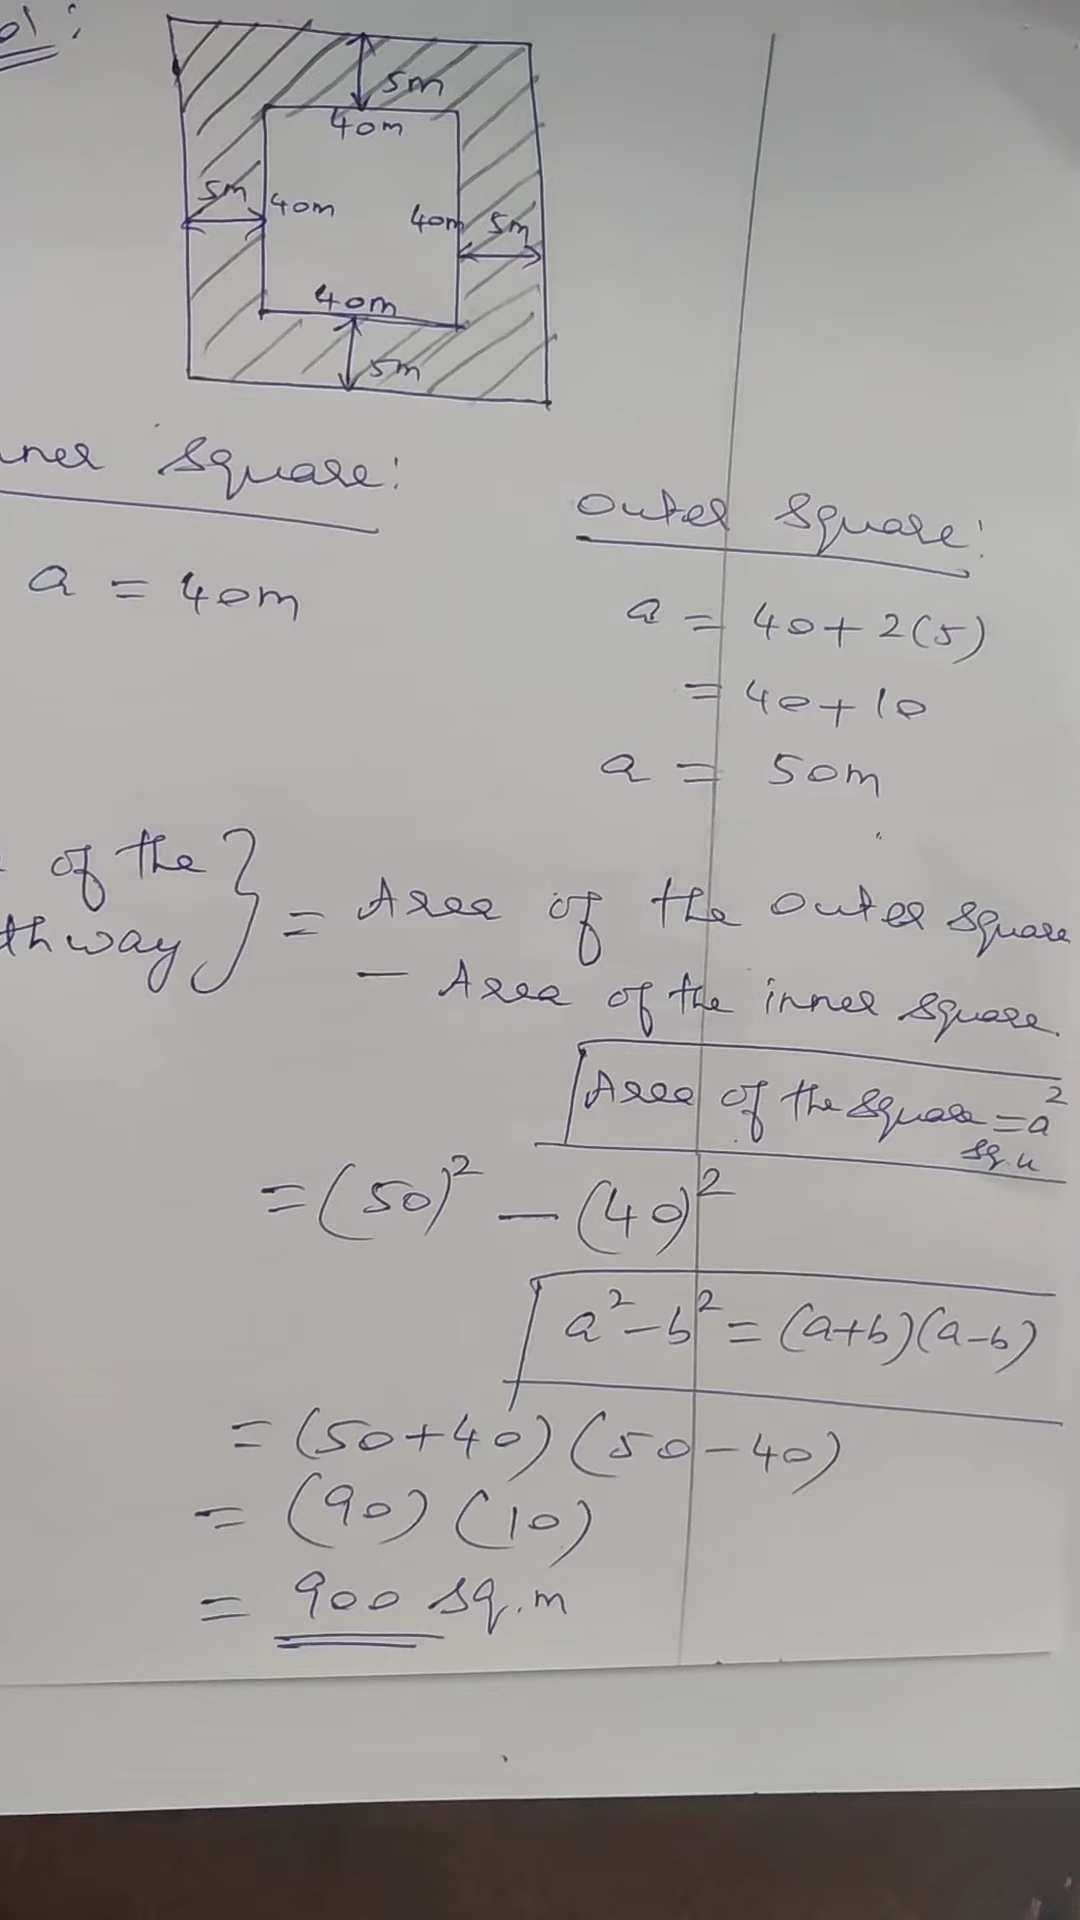 5m
40m
5m
40m
40m
5m
40m
5m
Square:
a = 40m
Outer Square:
a = 40+2(5)
= 40+10
a = 50m
of the } = Area of the outer square
way
- Area of the inner square.
Area of the square = a²
sq.u
= (50)² - (40)²
a²-b² = (a+b)(a-b)
= (50+40) (50-40)
= (90) (10)
= 900 sq.m